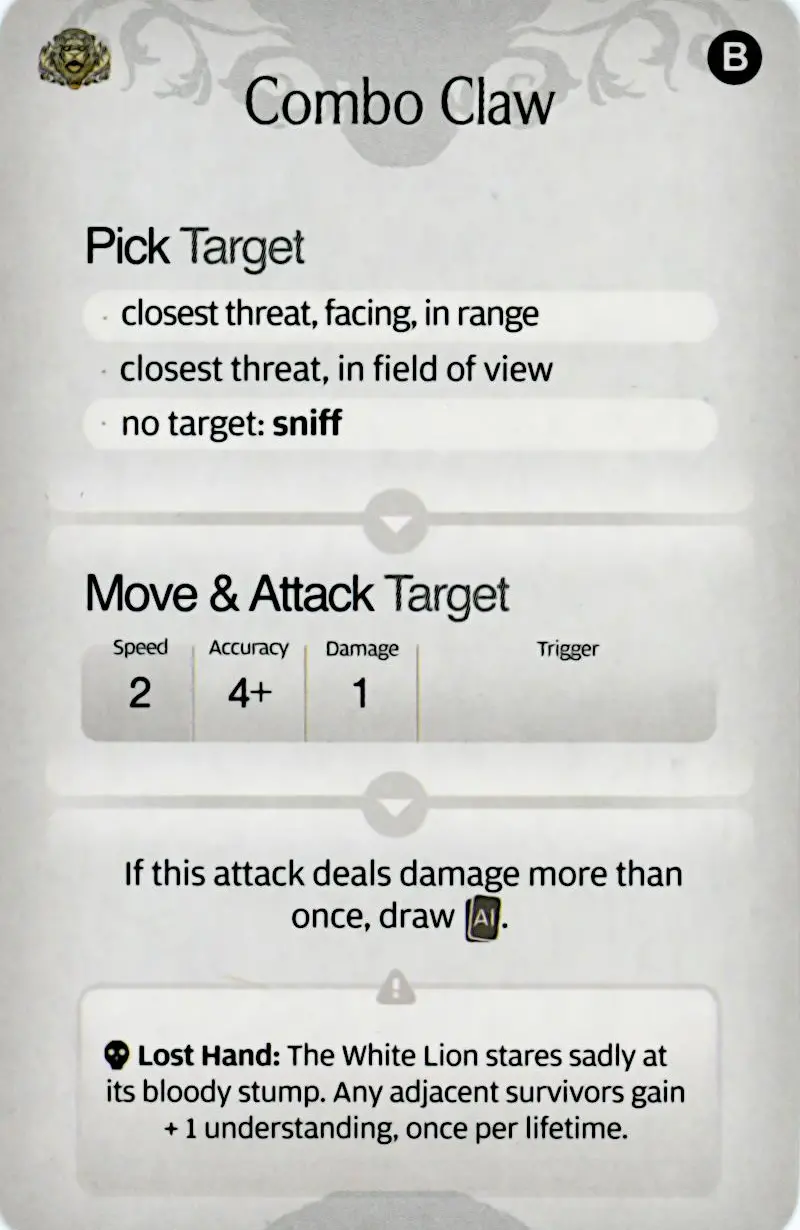 B
Combo Claw
Pick Target
· closest threat, facing, in range
· closest threat, in field of view
· no target: sniff
Move & Attack Target
Speed Accuracy Damage Trigger
2 4+ 1
If this attack deals damage more than
once, draw AI.
Lost Hand: The White Lion stares sadly at
its bloody stump. Any adjacent survivors gain
+ 1 understanding, once per lifetime.